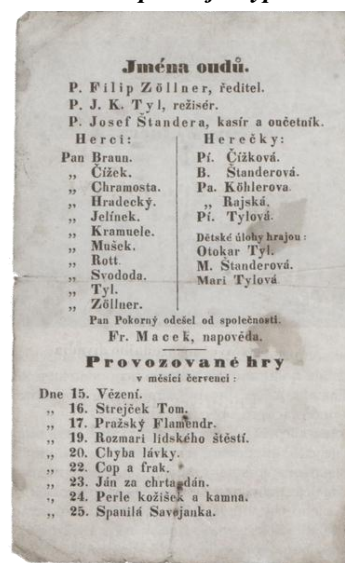 Jména oudů.
P. Filip Zöllner, ředitel.
P. J. K. Tyl, režisér.
P. Josef Štandera, kasír a oučetník.
Herci:
Pan Braun.
„ Čížek.
„ Chramosta.
„ Hradecký.
„ Jelínek.
„ Kramuele.
„ Mušek.
„ Rott.
„ Svododa.
„ Tyl.
„ Zöllner.
Herečky:
Pí. Čížková.
B. Štanderová.
Pa. Köhlerova.
„ Rajská.
Pí. Tylová.
Dětské úlohy hrajou:
Otokar Tyl.
M. Štanderová.
Mari Tylová
Pan Pokorný odešel od společnosti.
Fr. Macek, napověda.
Provozované hry
v měsíci červenci:
Dne 15. Vězení.
„ 16. Strejček Tom.
„ 17. Pražský Flamendr.
„ 19. Rozmari lidského štěstí.
„ 20. Chyba lávky.
„ 22. Cop a frak.
„ 23. Ján za chrta dán.
„ 24. Perle kožišek a kamna.
„ 25. Spanilá Savojanka.